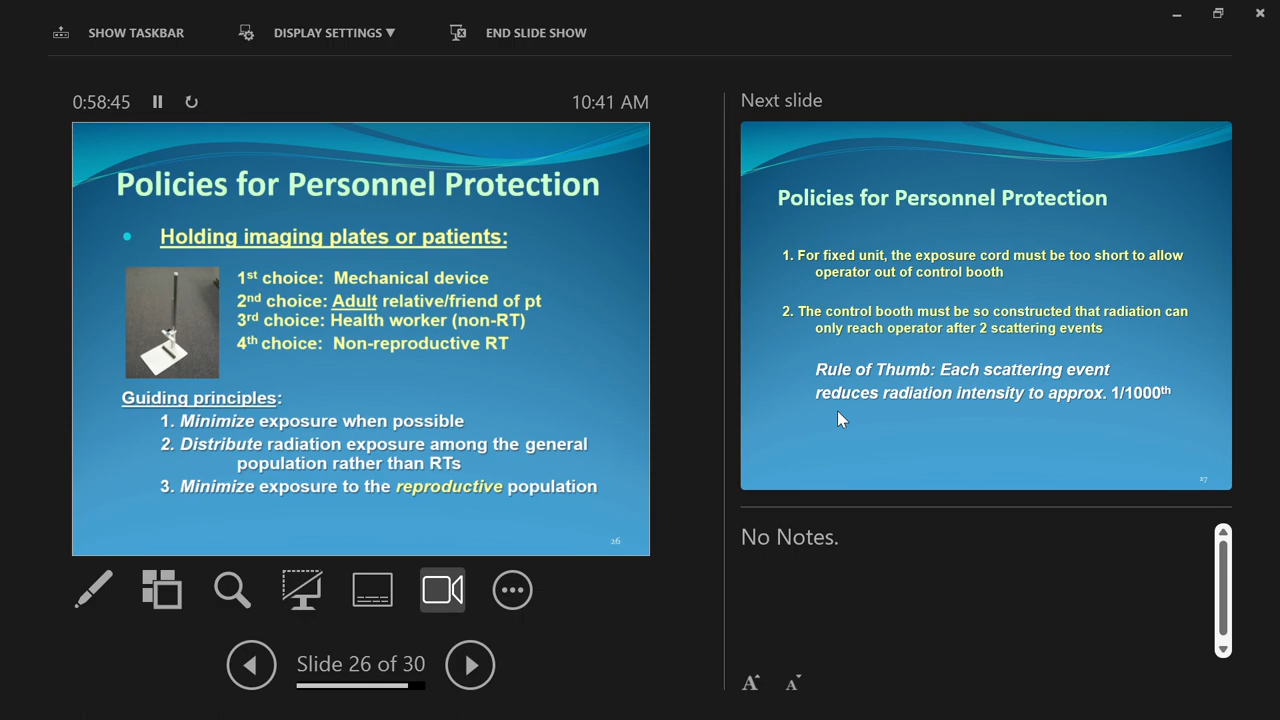 SHOW TASKBAR
DISPLAY SETTINGS ▼
END SLIDE SHOW
0:58:45
10:41 AM
Policies for Personnel Protection
• Holding imaging plates or patients:
1st choice: Mechanical device
2nd choice: Adult relative/friend of pt
3rd choice: Health worker (non-RT)
4th choice: Non-reproductive RT
Guiding principles:
1. Minimize exposure when possible
2. Distribute radiation exposure among the general
population rather than RTs
3. Minimize exposure to the reproductive population
26
Slide 26 of 30
Next slide
Policies for Personnel Protection
1. For fixed unit, the exposure cord must be too short to allow
operator out of control booth
2. The control booth must be so constructed that radiation can
only reach operator after 2 scattering events
Rule of Thumb: Each scattering event
reduces radiation intensity to approx. 1/1000th
27
No Notes.
A A